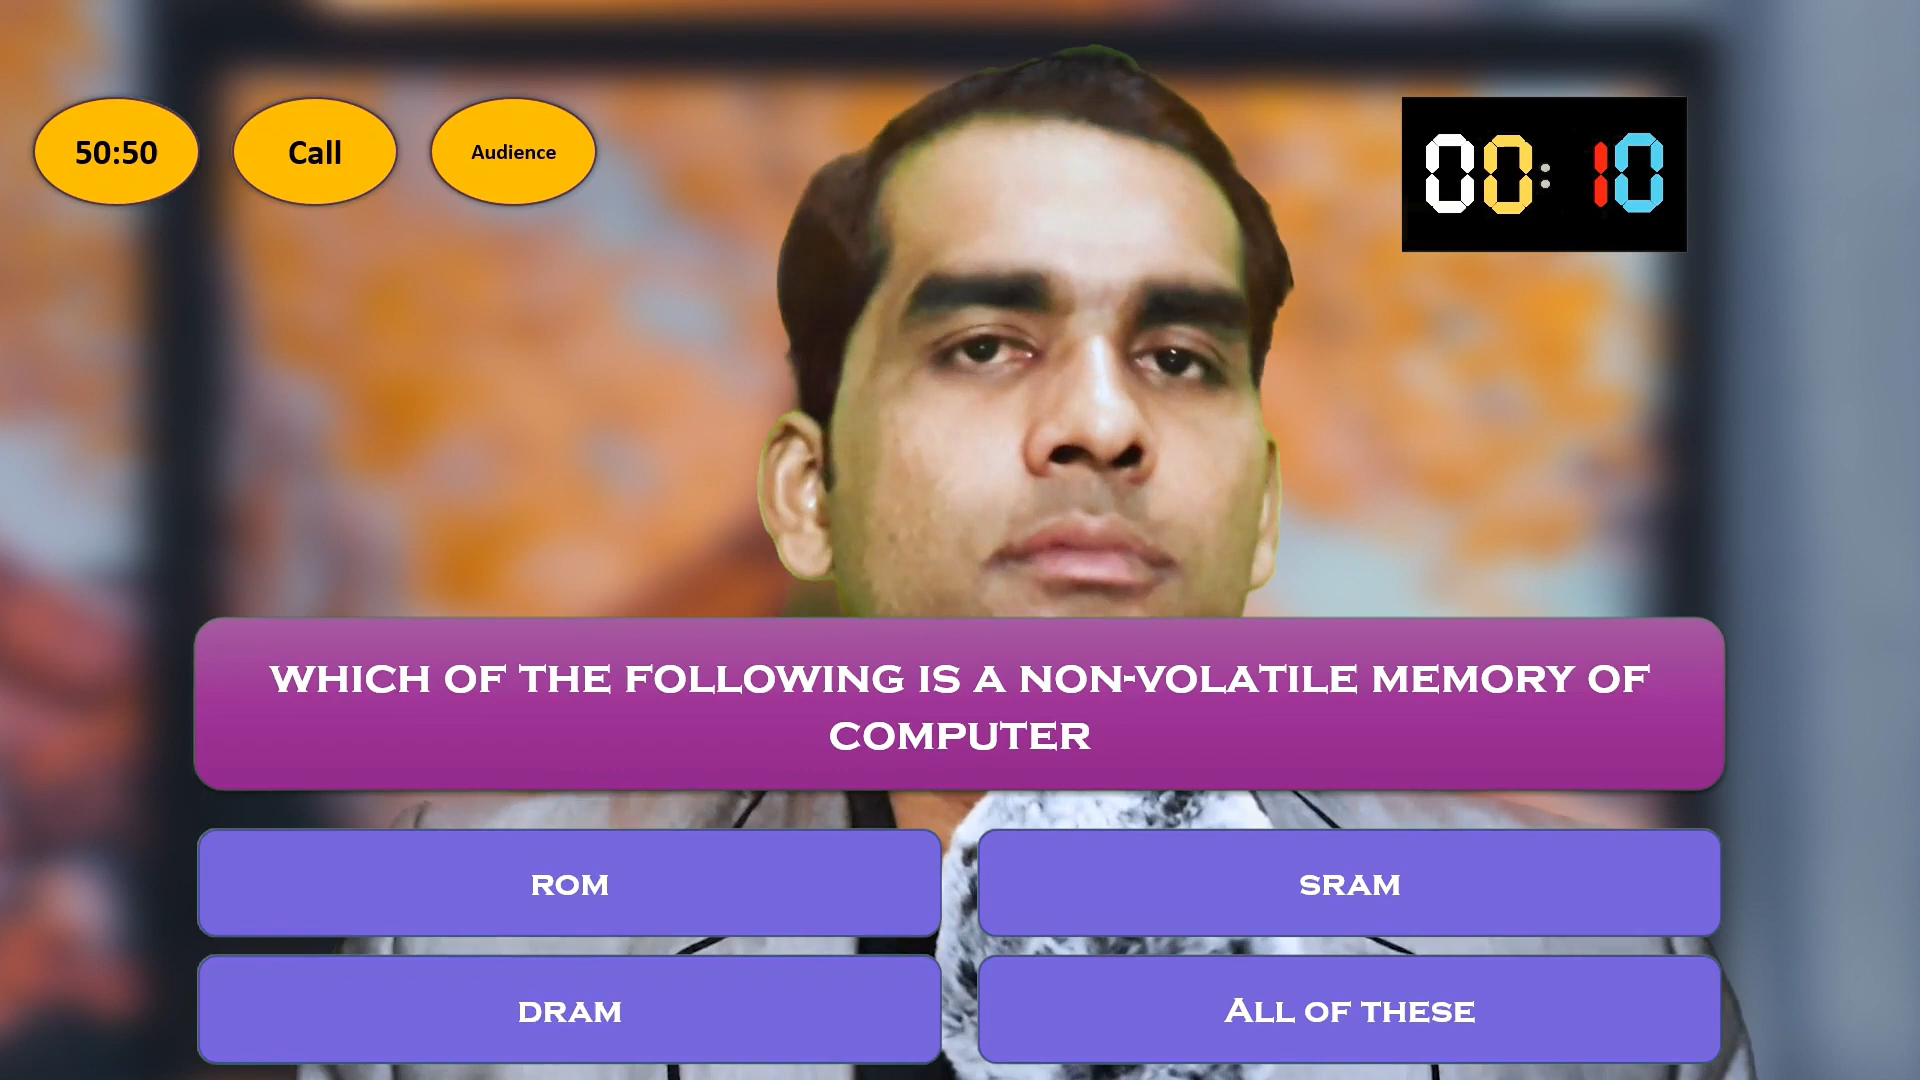 50:50 Call Audience
00:10
WHICH OF THE FOLLOWING IS A NON-VOLATILE MEMORY OF
COMPUTER
ROM SRAM
DRAM ALL OF THESE